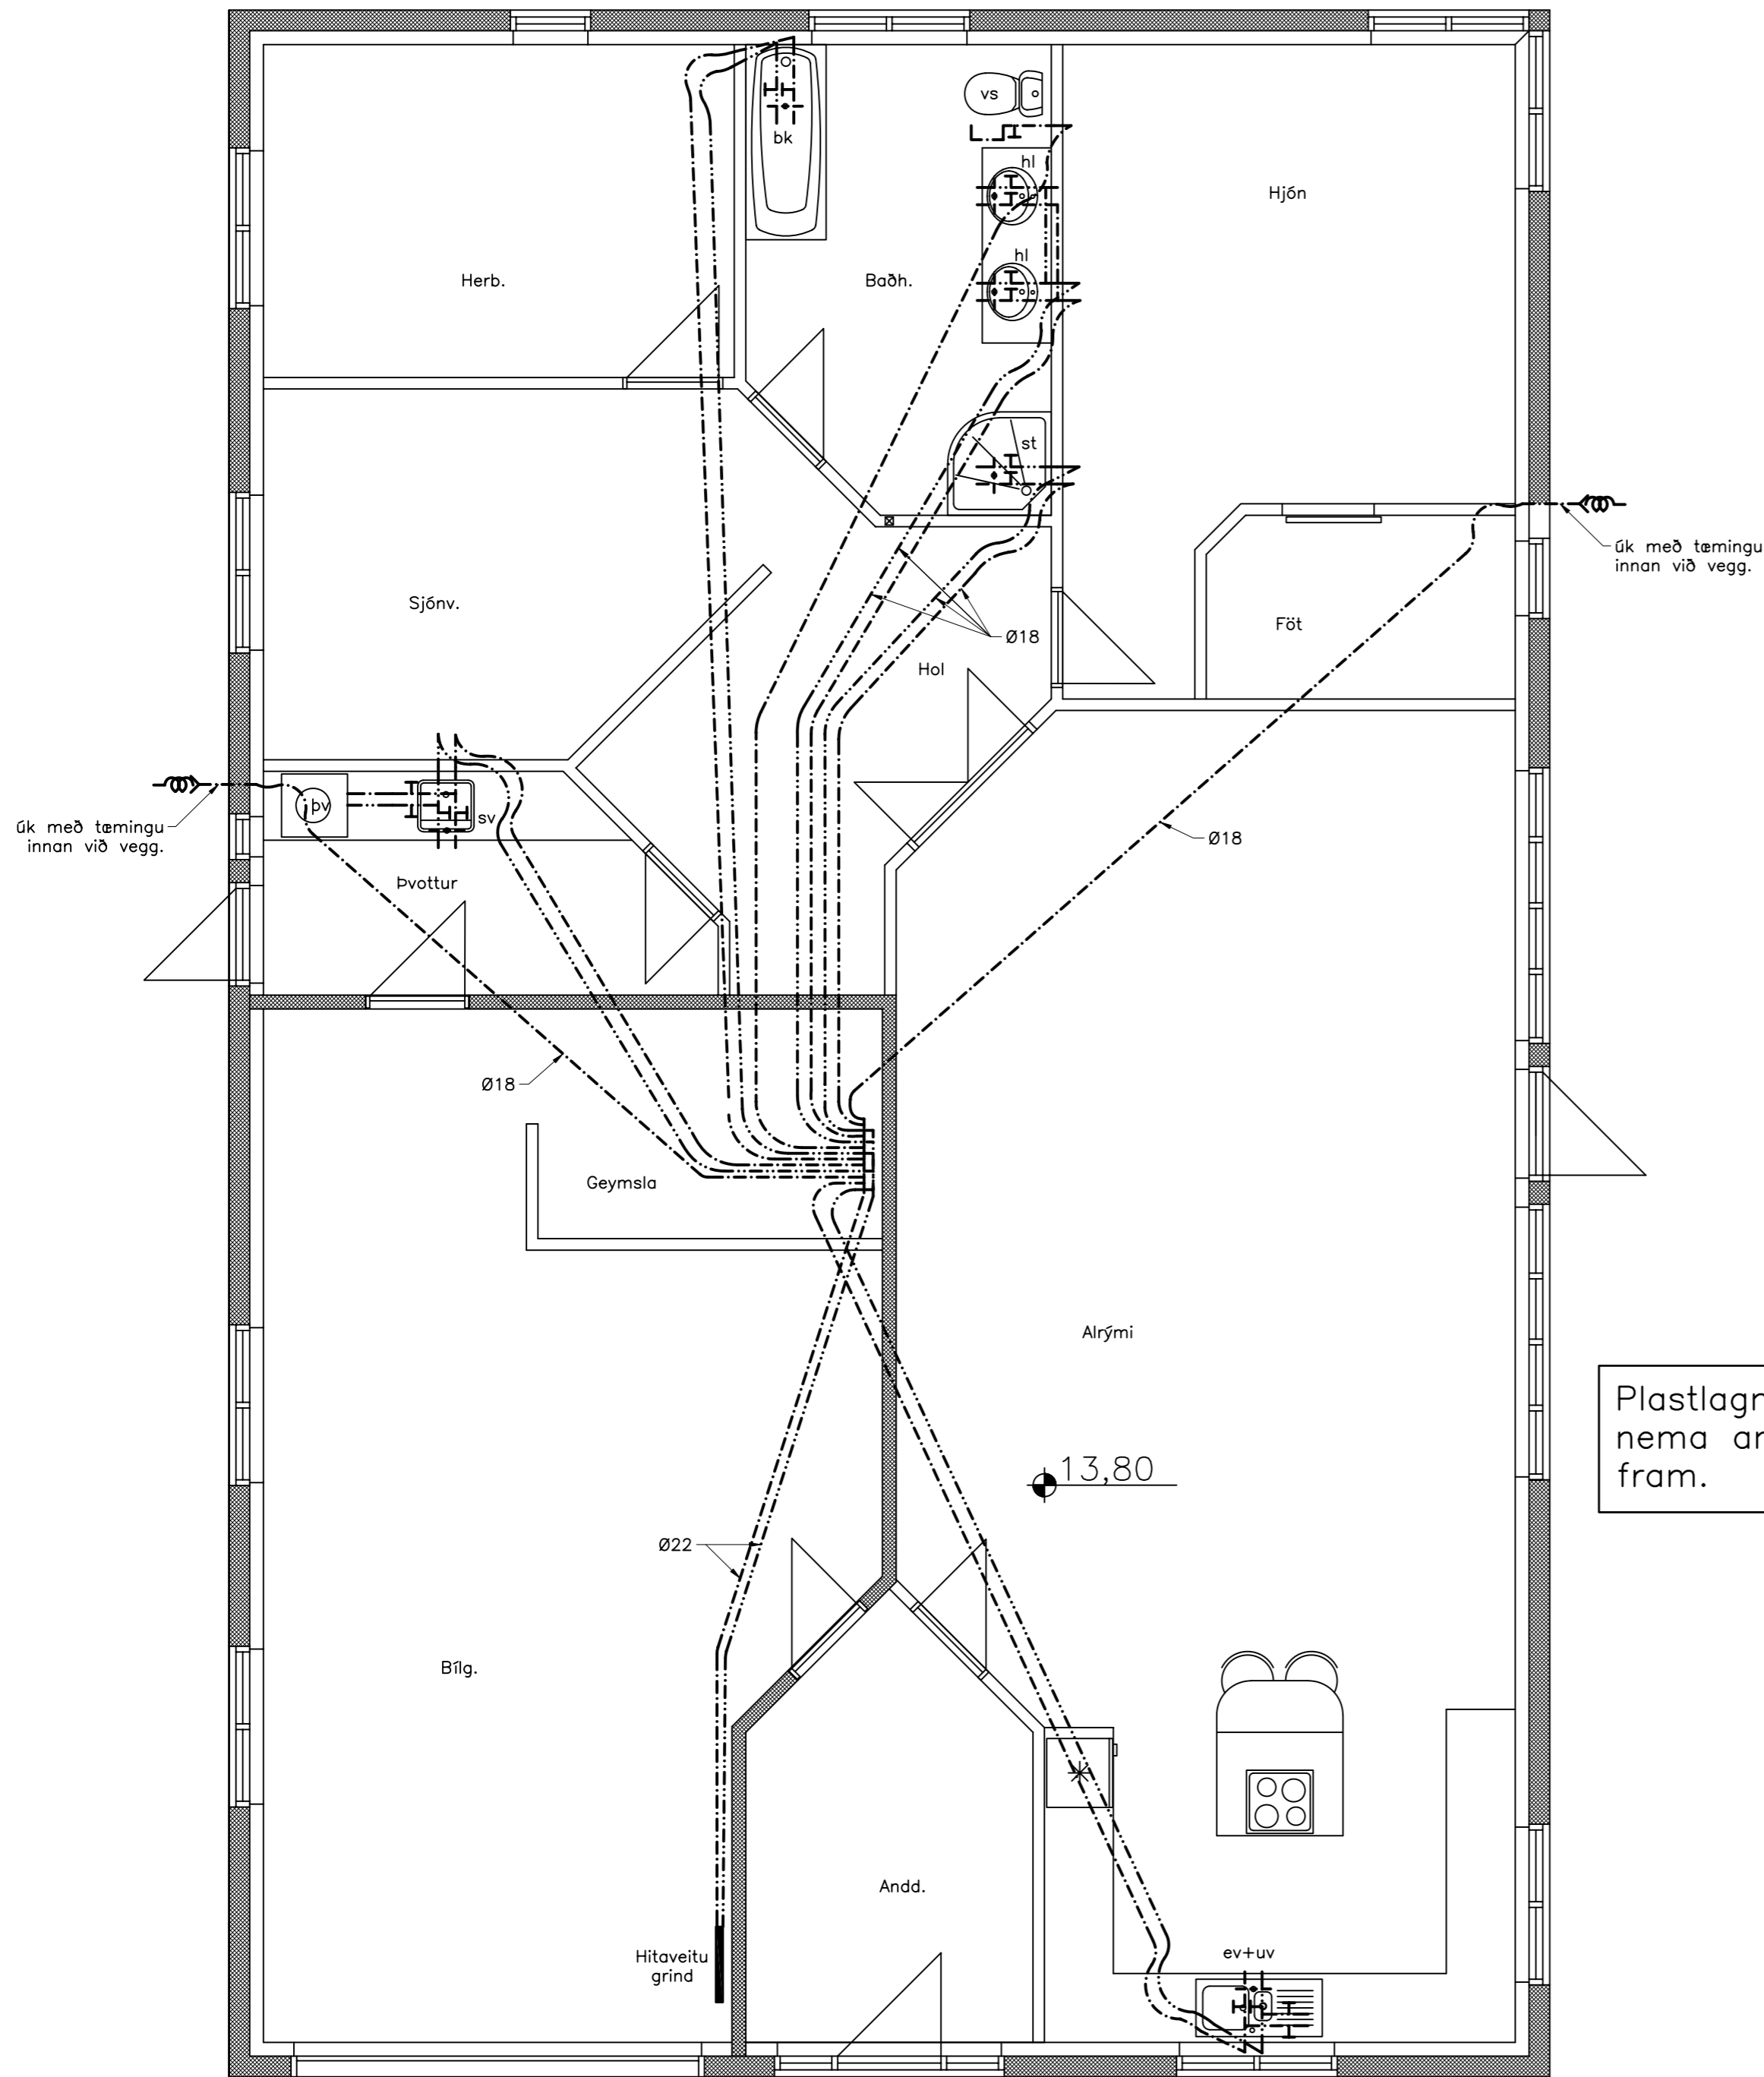 vs
bk
hl
Hjón
hl
Herb.
Baðh.
st
úk með tæmingu
innan við vegg.
Sjónv.
Ø18
Föt
Hol
þv
sv
úk með tæmingu
innan við vegg.
Ø18
Þvottur
Ø18
Geymsla
Alrými
Plastlagn
nema an
fram.
13,80
Ø22
Bílg.
Andd.
Hitaveitu
grind
ev+uv